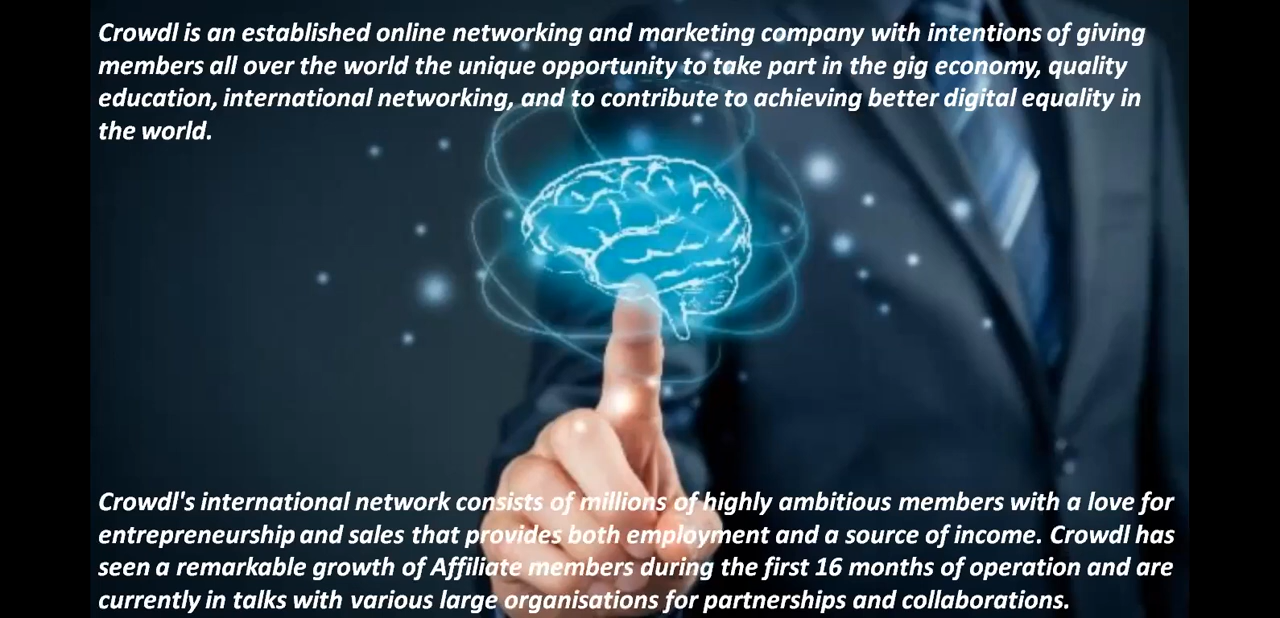 Crowdl is an established online networking and marketing company with intentions of giving
members all over the world the unique opportunity to take part in the gig economy, quality
education, international networking, and to contribute to achieving better digital equality in
the world.
Crowdl's international network consists of millions of highly ambitious members with a love for
entrepreneurship and sales that provides both employment and a source of income. Crowdl has
seen a remarkable growth of Affiliate members during the first 16 months of operation and are
currently in talks with various large organisations for partnerships and collaborations.